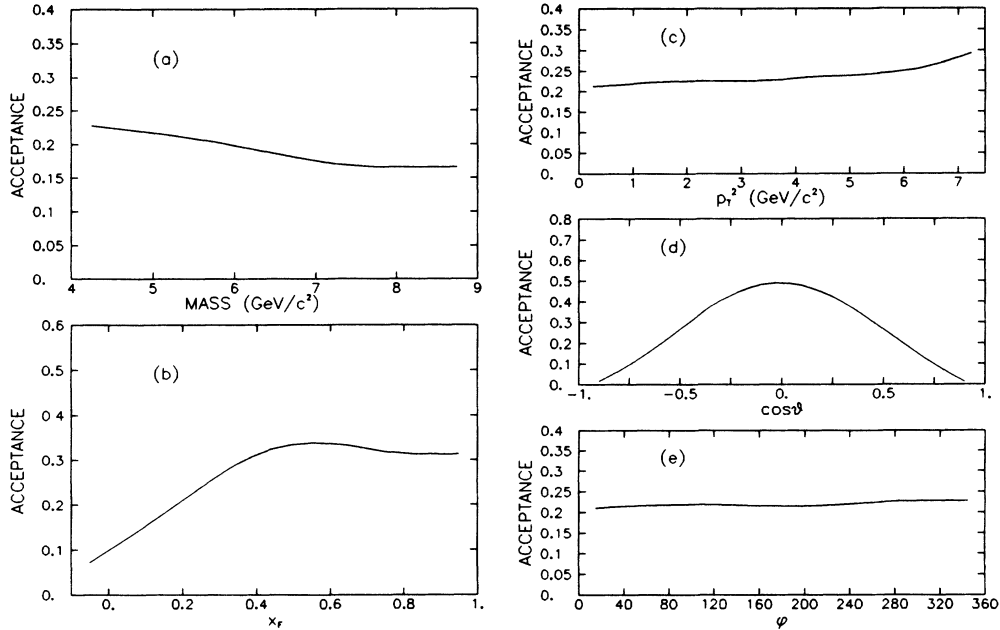 0.4
0.35
0.3
0.25
0.2
0.15
0.1
0.05
0.
ACCEPTANCE
(a)
4 5 6 7 8 9
MASS (GeV/c²)
0.6
0.5
0.4
0.3
0.2
0.1
0.
ACCEPTANCE
(b)
0. 0.2 0.4 0.6 0.8 1.
x_F
0.4
0.35
0.3
0.25
0.2
0.15
0.1
0.05
0.
ACCEPTANCE
(c)
0 1 2 3 4 5 6 7
p_T² (GeV/c²)
0.8
0.7
0.6
0.5
0.4
0.3
0.2
0.1
0.
ACCEPTANCE
(d)
-1. -0.5 0. 0.5 1.
cosϑ
0.4
0.35
0.3
0.25
0.2
0.15
0.1
0.05
0.
ACCEPTANCE
(e)
0 40 80 120 160 200 240 280 320 360
φ